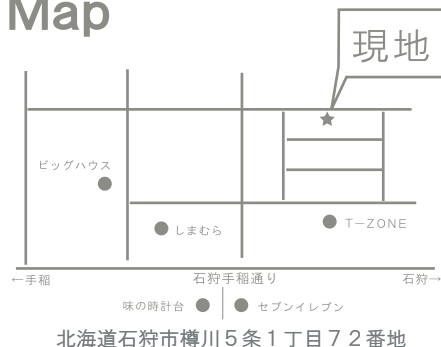 Map
現地
ビッグハウス
しまむら
T-ZONE
←手稲
石狩手稲通り
石狩→
味の時計台
セブンイレブン
北海道石狩市樽川５条１丁目７２番地